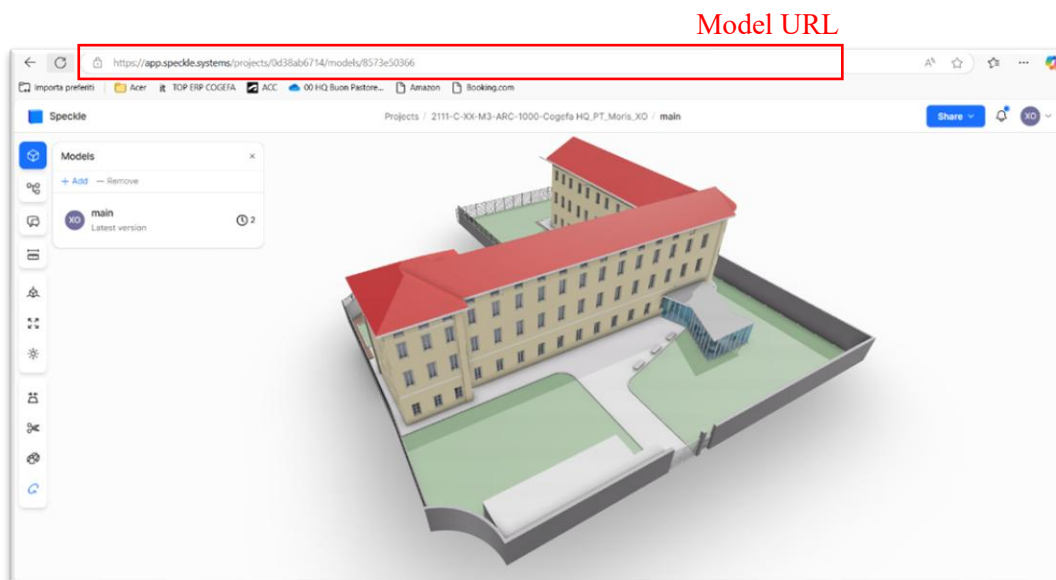 Model URL
https://app.speckle.systems/projects/0d38ab6714/models/8573e50366
Importa preferiti Acer it TOP ERP COGEFA ACC 00 HQ Buon Pastore... Amazon Booking.com
Speckle Projects / 2111-C-XX-M3-ARC-1000-Cogefa HQ_PT_Moris_XO / main Share XO
Models ×
+ Add — Remove
XO main 2
Latest version